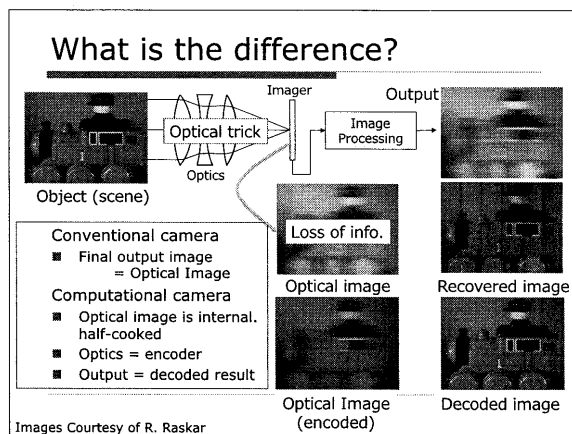 What is the difference?
Imager
Output
Optical trick
Image
Processing
Optics
Object (scene)
Loss of info.
Optical image
Recovered image
Conventional camera
Final output image
= Optical Image
Computational camera
Optical image is internal.
half-cooked
Optics = encoder
Output = decoded result
Optical Image
(encoded)
Decoded image
Images Courtesy of R. Raskar